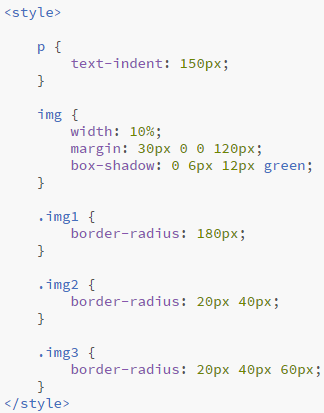 <style>
p {
text-indent: 150px;
}
img {
width: 10%;
margin: 30px 0 0 120px;
box-shadow: 0 6px 12px green;
}
.img1 {
border-radius: 180px;
}
.img2 {
border-radius: 20px 40px;
}
.img3 {
border-radius: 20px 40px 60px;
}
</style>